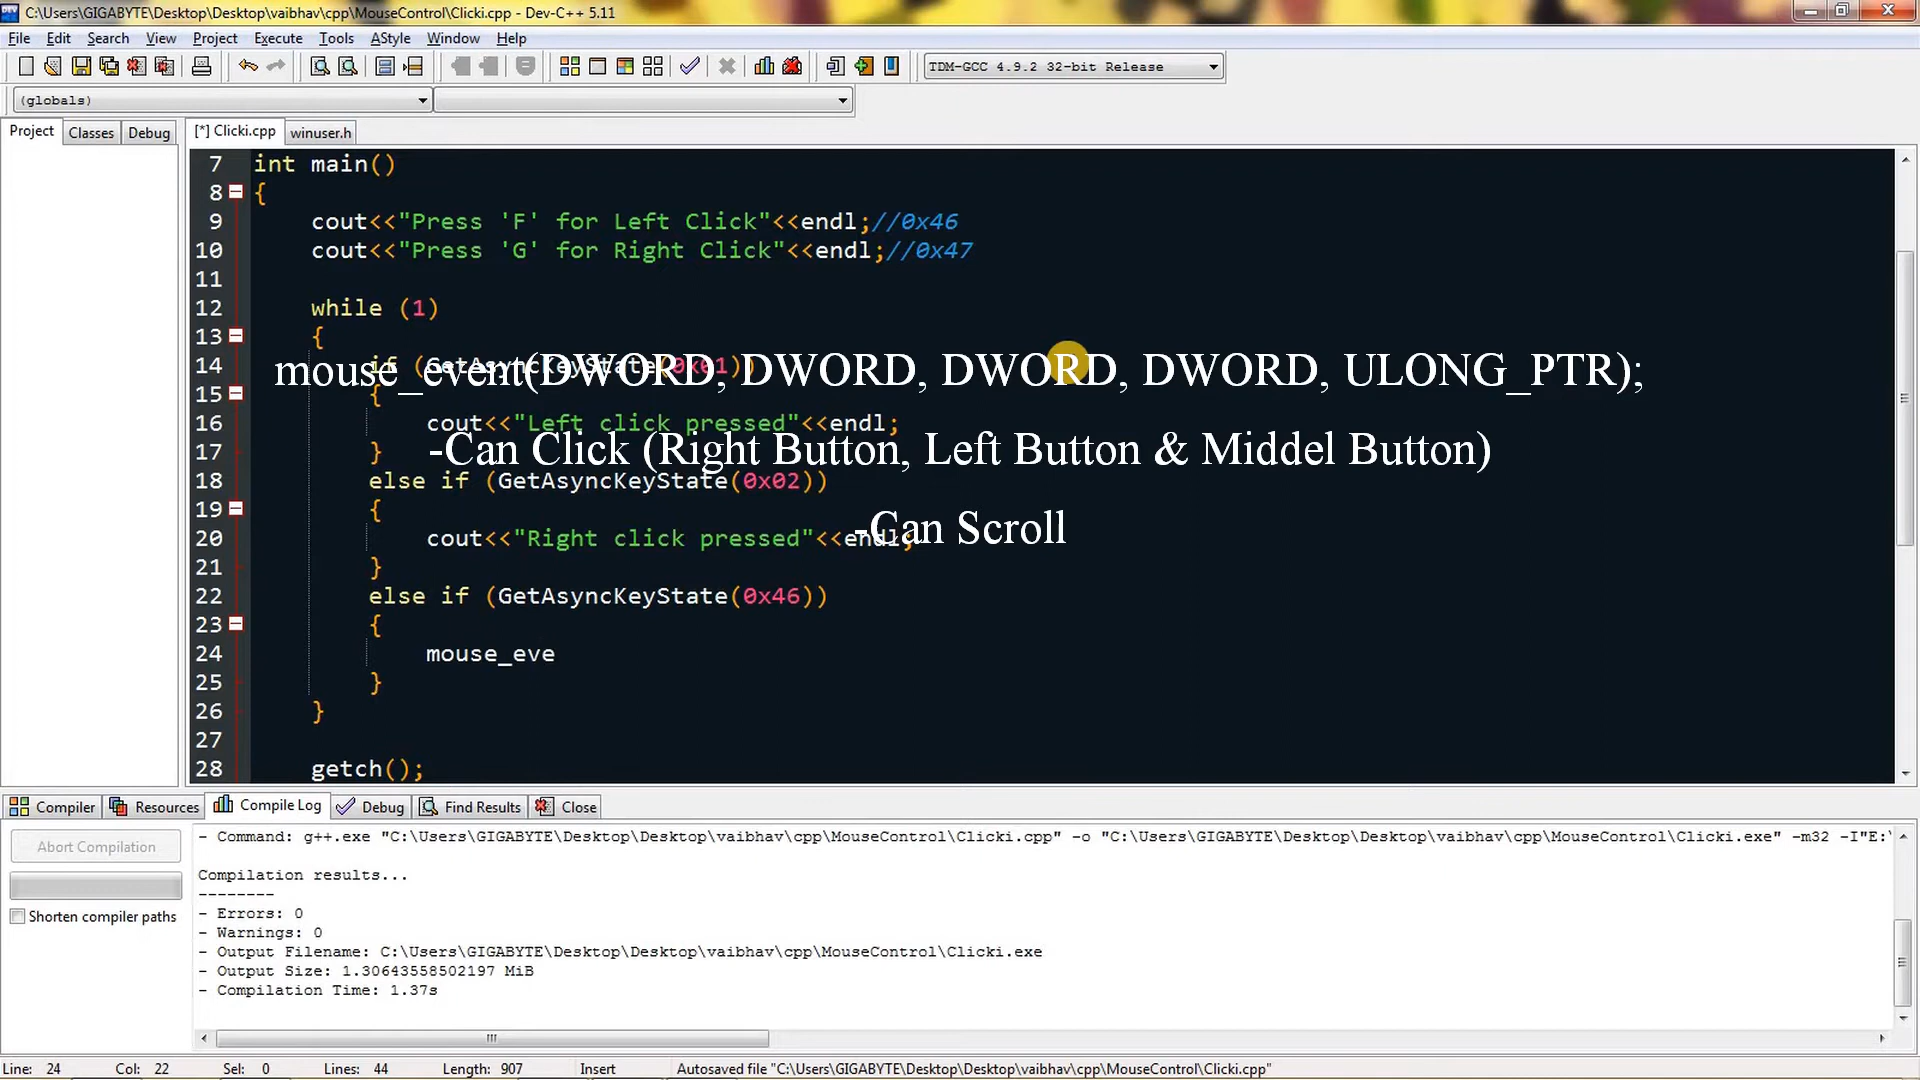 C:\Users\GIGABYTE\Desktop\Desktop\vaibhav\cpp\MouseControl\Clicki.cpp - Dev-C++ 5.11
File Edit Search View Project Execute Tools AStyle Window Help
TDM-GCC 4.9.2 32-bit Release
(globals)
Project Classes Debug [*] Clicki.cpp winuser.h
7 int main()
8 {
9 cout<<"Press 'F' for Left Click"<<endl;//0x46
10 cout<<"Press 'G' for Right Click"<<endl;//0x47
11
12 while (1)
13 {
14 if (GetAsyncKeyState(0x01))
mouse_event(DWORD, DWORD, DWORD, DWORD, ULONG_PTR);
15 {
16 cout<<"Left click pressed"<<endl;
17 }
-Can Click (Right Button, Left Button & Middel Button)
18 else if (GetAsyncKeyState(0x02))
19 {
-Can Scroll
20 cout<<"Right click pressed"<<endl;
21 }
22 else if (GetAsyncKeyState(0x46))
23 {
24 mouse_eve
25 }
26 }
27
28 getch();
Compiler Resources Compile Log Debug Find Results Close
Abort Compilation
Shorten compiler paths
- Command: g++.exe "C:\Users\GIGABYTE\Desktop\Desktop\vaibhav\cpp\MouseControl\Clicki.cpp" -o "C:\Users\GIGABYTE\Desktop\Desktop\vaibhav\cpp\MouseControl\Clicki.exe" -m32 -I"E:\
Compilation results...
--------
- Errors: 0
- Warnings: 0
- Output Filename: C:\Users\GIGABYTE\Desktop\Desktop\vaibhav\cpp\MouseControl\Clicki.exe
- Output Size: 1.30643558502197 MiB
- Compilation Time: 1.37s
Line: 24 Col: 22 Sel: 0 Lines: 44 Length: 907 Insert Autosaved file "C:\Users\GIGABYTE\Desktop\Desktop\vaibhav\cpp\MouseControl\Clicki.cpp"